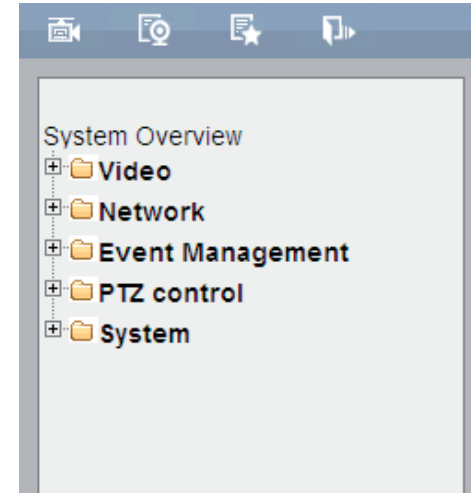 System Overview
Video
Network
Event Management
PTZ control
System